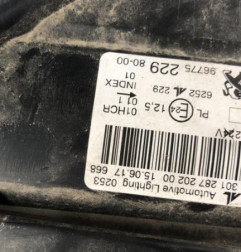 96775 229 80-00
6252 AL 229 01
INDEX
01.1
01HCR
PL E24 12.5
24V
301 287 202 00 15.06.17 668
Automotive Lighting 0253